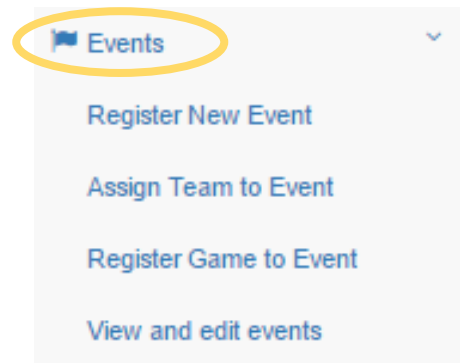 Events
Register New Event
Assign Team to Event
Register Game to Event
View and edit events